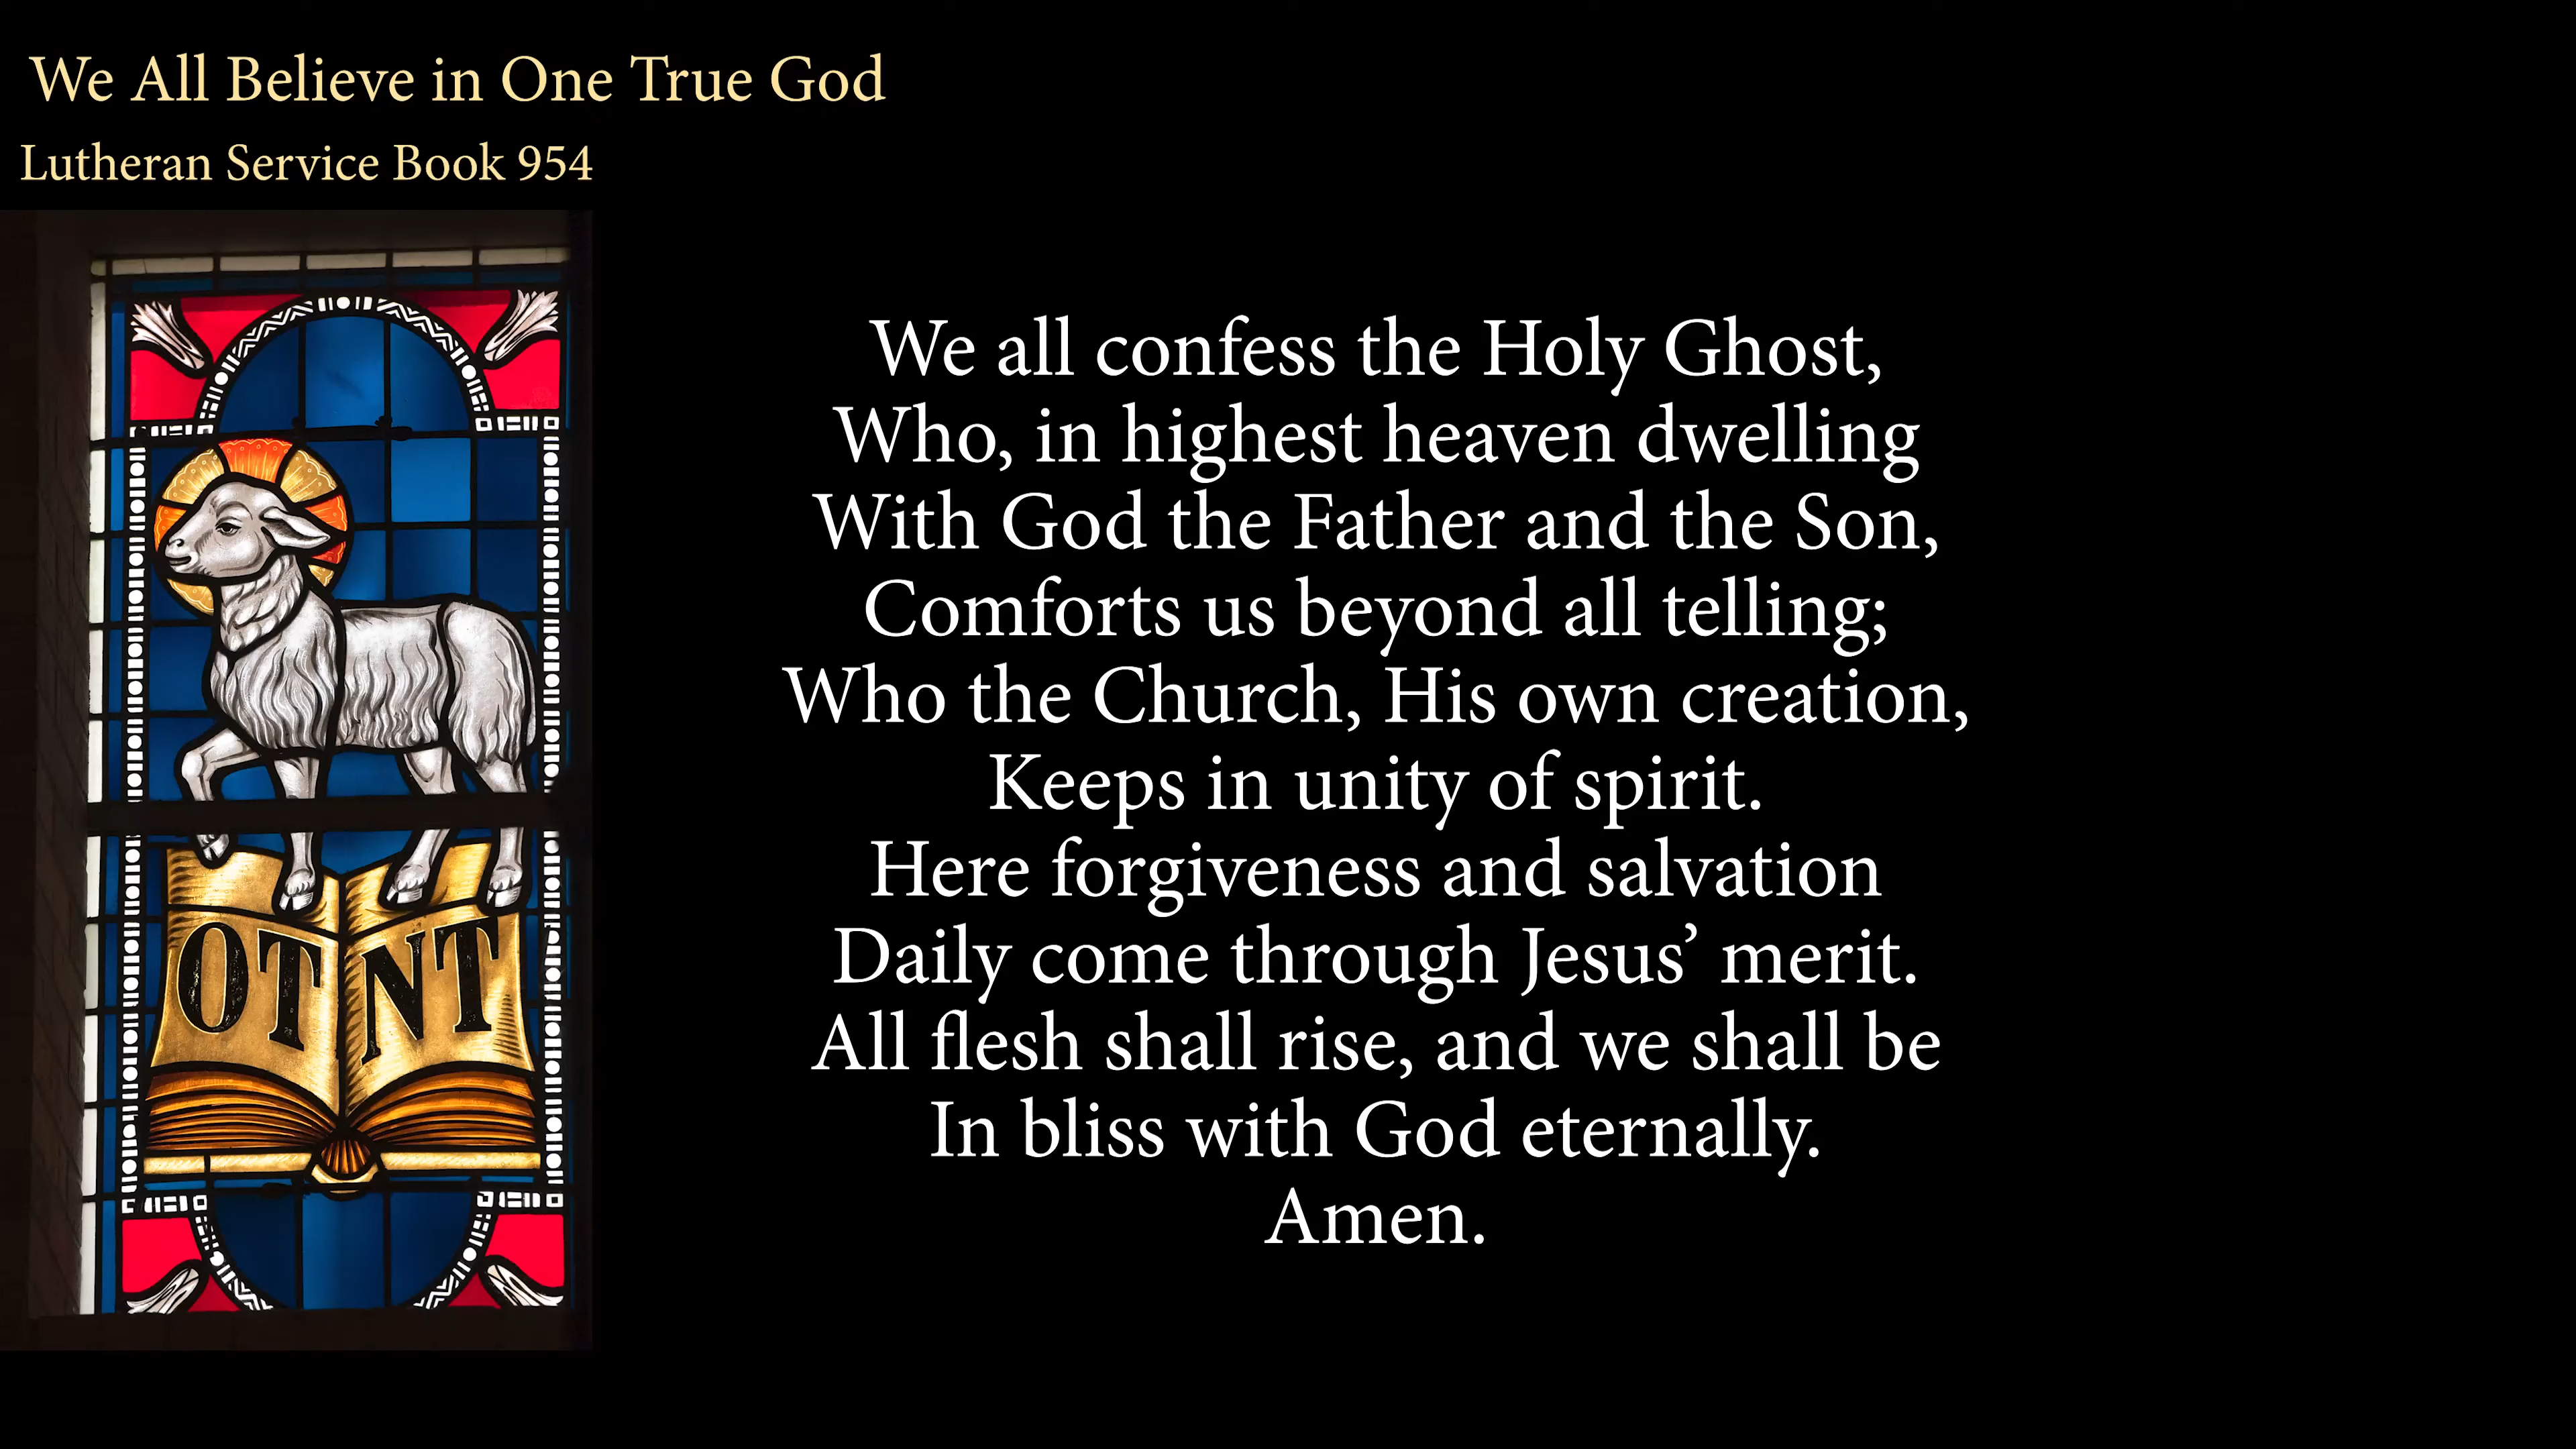 We All Believe in One True God
Lutheran Service Book 954
We all confess the Holy Ghost,
Who, in highest heaven dwelling
With God the Father and the Son,
Comforts us beyond all telling;
Who the Church, His own creation,
Keeps in unity of spirit.
Here forgiveness and salvation
Daily come through Jesus’ merit.
All flesh shall rise, and we shall be
In bliss with God eternally.
Amen.
OT NT